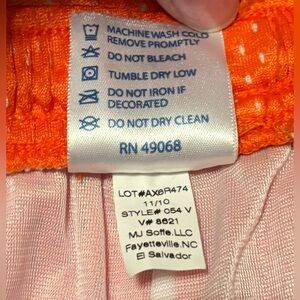 MACHINE WASH COLD
REMOVE PROMPTLY
DO NOT BLEACH
TUMBLE DRY LOW
DO NOT IRON IF
DECORATED
DO NOT DRY CLEAN
RN 49068
LOT#AX6R474
11/10
STYLE# 054 V
V# 8621
MJ Soffe, LLC
Fayetteville, NC
El Salvador